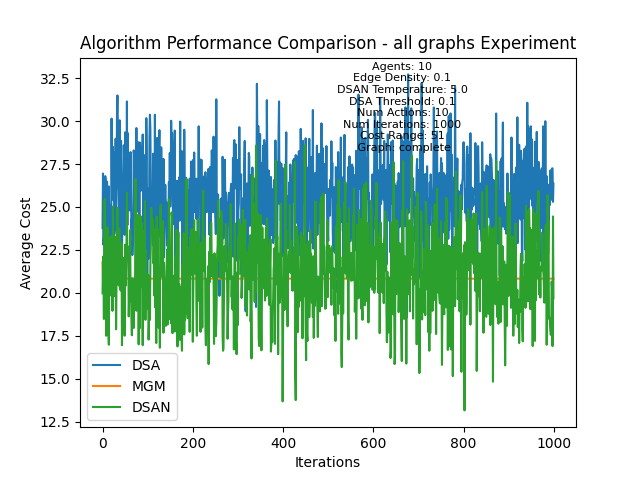 Algorithm Performance Comparison - all graphs Experiment
Agents: 10
Edge Density: 0.1
DSAN Temperature: 5.0
DSA Threshold: 0.1
Num Actions: 10
Num Iterations: 1000
Cost Range: 51
Graph: complete
32.5
30.0
27.5
25.0
22.5
20.0
17.5
15.0
12.5
Average Cost
DSA
MGM
DSAN
0 200 400 600 800 1000
Iterations